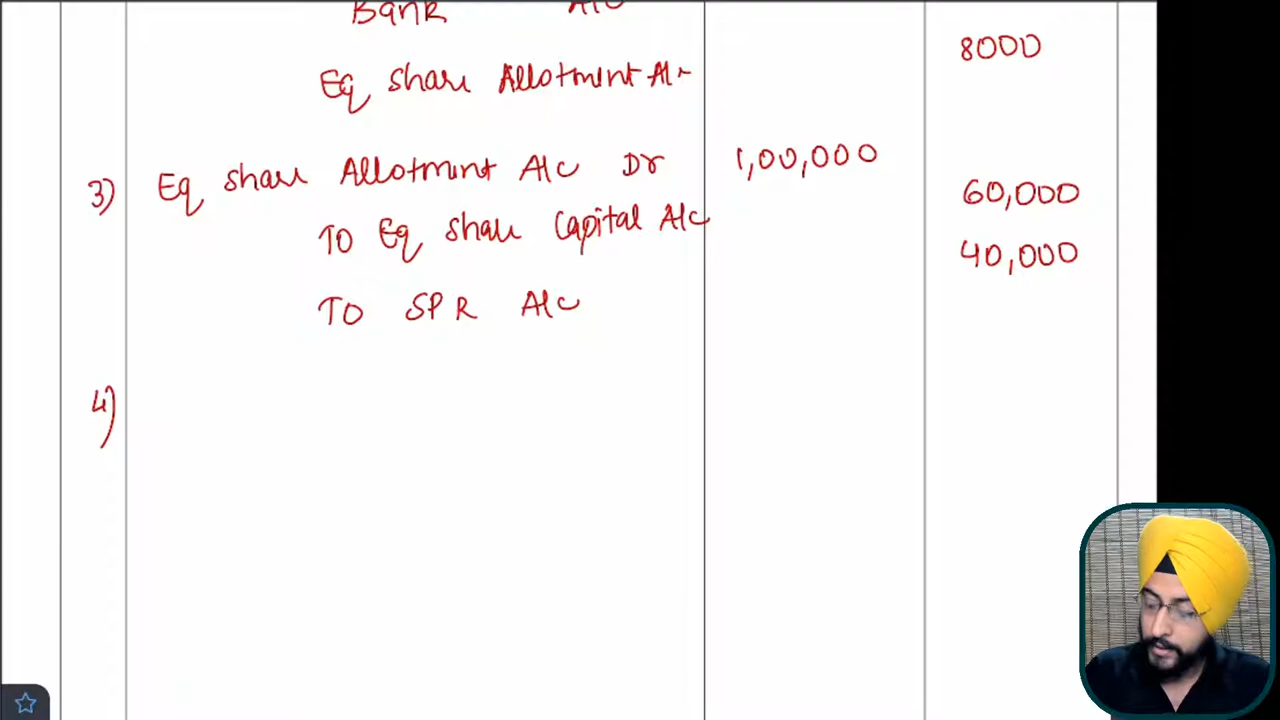 Bank A/c
8000
Eq share Allotment A/c
3) Eq share Allotment A/c Dr 1,00,000
TO Eq share Capital A/c 60,000
TO SPR A/c 40,000
4)